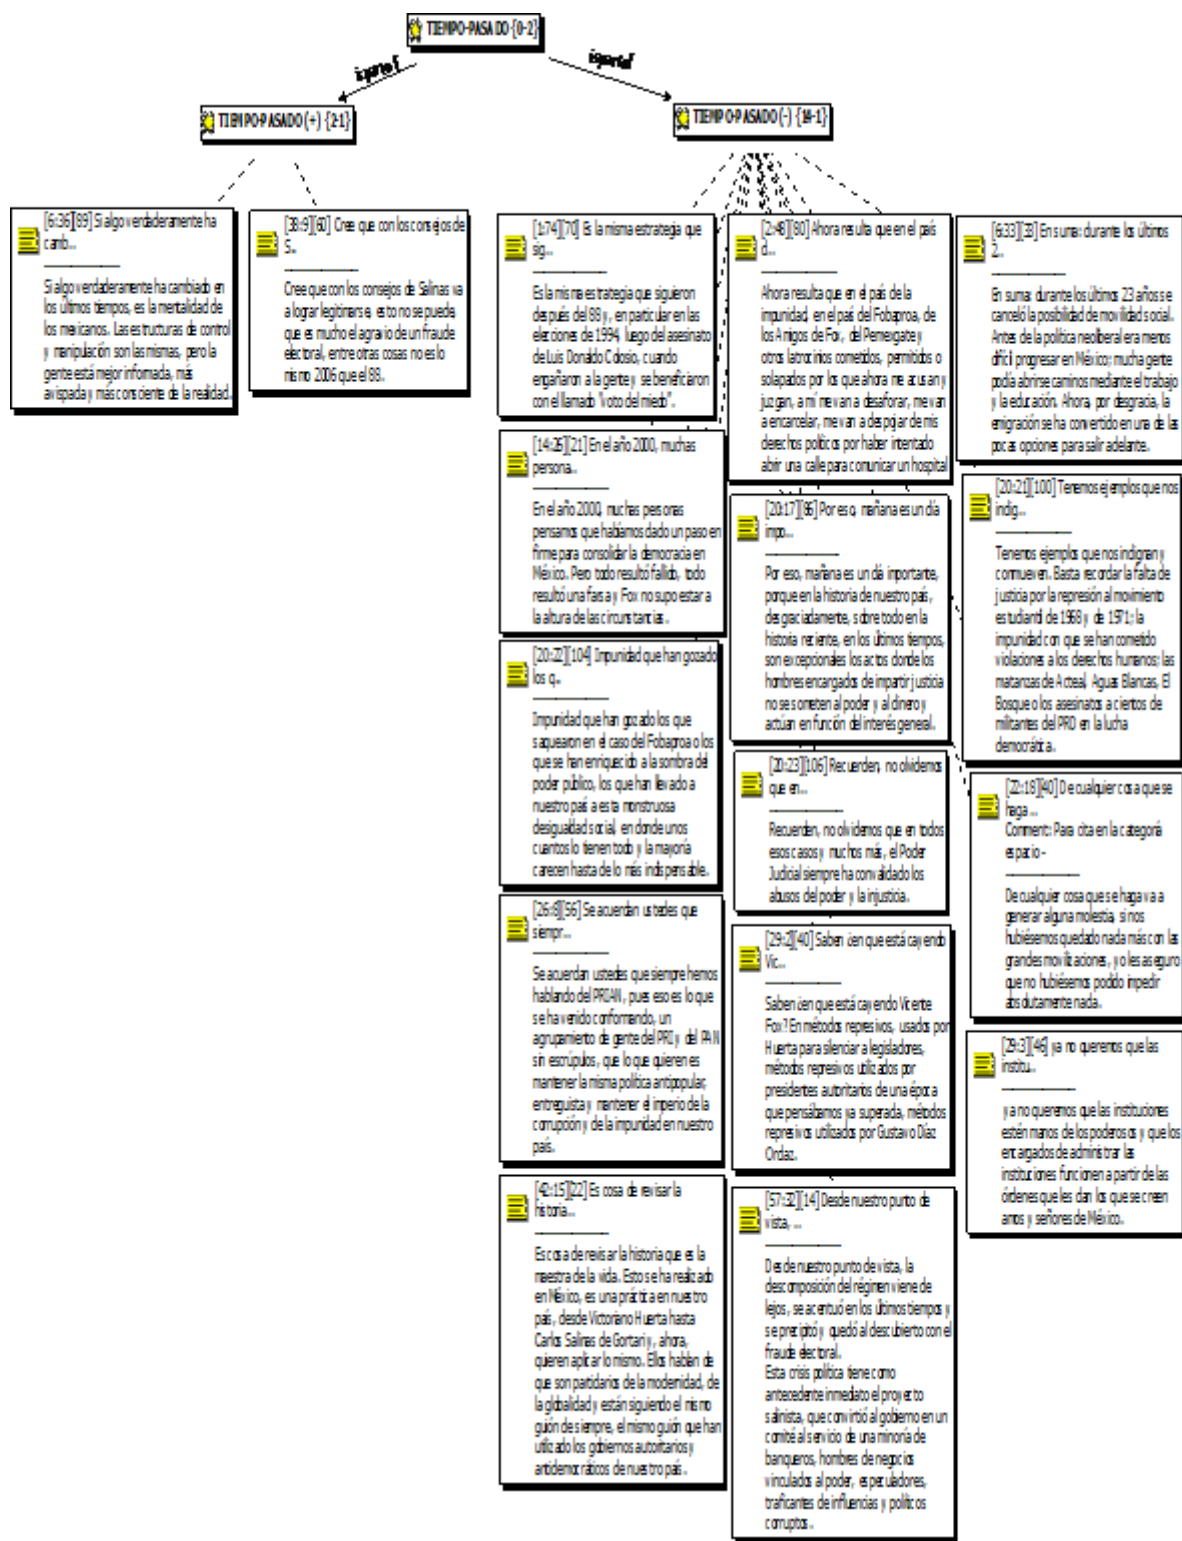 TIEMPO-PASADO {0-2}
is part of
is part of
TIEMPO-PASADO (+) {2-1}
TIEMPO-PASADO (-) {14-1}
[6:36][89] Si algo verdaderamente ha
camb...
Si algo verdaderamente ha cambiado en
los últimos tiempos, es la mentalidad de
los mexicanos. Las estructuras de control
y manipulación son las mismas, pero la
gente está mejor informada, más
avispada y más consciente de la realidad.
[38:9][60] Cree que con los consejos de
S..
Cree que con los consejos de Salinas va
a lograr legitimarse, esto no se puede,
que es mucho el agravio de un fraude
electoral, entre otras cosas no es lo
mismo 2006 que el 88.
[1:74][70] Es la misma estrategia que
sig...
Es la misma estrategia que siguieron
después del 88 y, en particular en las
elecciones de 1994, luego del asesinato
de Luis Donaldo Colosio, cuando
engañaron a la gente y se beneficiaron
con el llamado "voto del miedo".
[14:26][21] En el año 2000, muchas
persona...
En el año 2000, muchas personas
pensamos que habíamos dado un paso en
firme para consolidar la democracia en
México. Pero todo resultó fallido, todo
resultó una farsa y Fox no supo estar a
la altura de las circunstancias.
[20:22][104] Impunidad que han gozado
los q...
Impunidad que han gozado los que
saquearon en el caso del Fobaproa o los
que se han enriquecido a la sombra del
poder público, los que han llevado a
nuestro país a esta monstruosa
desigualdad social, en donde unos
cuantos lo tienen todo y la mayoría
carecen hasta de lo más indispensable.
[26:8][56] Se acuerdan ustedes que
siempr...
Se acuerdan ustedes que siempre hemos
hablando del PRIAN, pues eso es lo que
se ha venido conformando, un
agrupamiento de gente del PRI y del PAN
sin escrúpulos, que lo que quieren es
mantener la misma política antipopular,
entreguista y mantener el imperio de la
corrupción y de la impunidad en nuestro
país.
[42:15][22] Es cosa de revisar la
historia...
Es cosa de revisar la historia que es la
maestra de la vida. Esto se ha realizado
en México, es una práctica en nuestro
país, desde Victoriano Huerta hasta
Carlos Salinas de Gortari y, ahora,
quieren aplicar lo mismo. Ellos hablan de
que son partidarios de la modernidad, de
la globalidad y están siguiendo el mismo
guión de siempre, el mismo guión que han
utilizado los gobiernos autoritarios y
antidemocráticos de nuestro país.
[2:48][80] Ahora resulta que en el país
d...
Ahora resulta que en el país de la
impunidad, en el país del Fobaproa, de
los Amigos de Fox, del Pemexgate y
otros latrocinios cometidos, permitidos o
solapados por los que ahora me acusan y
juzgan, a mí me van a desaforar, me van
a encarcelar, me van a despojar de mis
derechos políticos por haber intentado
abrir una calle para comunicar un hospital
[20:17][86] Por eso, mañana es un día
impo...
Por eso, mañana es un día importante,
porque en la historia de nuestro país,
desgraciadamente, sobre todo en la
historia reciente, en los últimos tiempos,
son excepcionales los actos donde los
hombres encargados de impartir justicia
no se someten al poder y al dinero y
actúan en función del interés general.
[20:23][106] Recuerden, no olvidemos
que en...
Recuerden, no olvidemos que en todos
esos casos y muchos más, el Poder
Judicial siempre ha convalidado los
abusos del poder y la injusticia.
[29:2][40] Saben ¿en que está cayendo
Vic...
Saben ¿en que está cayendo Vicente
Fox? En métodos represivos, usados por
Huerta para silenciar a legisladores,
métodos represivos utilizados por
presidentes autoritarios de una época
que pensábamos ya superada, métodos
represivos utilizados por Gustavo Díaz
Ordaz.
[57:32][14] Desde nuestro punto de
vista, ...
Desde nuestro punto de vista, la
descomposición del régimen viene de
lejos, se acentuó en los últimos tiempos y
se precipitó y quedó al descubierto con el
fraude electoral.
Esta crisis política tiene como
antecedente inmediato el proyecto
salinista, que convirtió al gobierno en un
comité al servicio de una minoría de
banqueros, hombres de negocios
vinculados al poder, especuladores,
traficantes de influencias y políticos
corruptos.
[6:33][33] En suma: durante los últimos
2...
En suma: durante los últimos 23 años se
canceló la posibilidad de movilidad social.
Antes de la política neoliberal era menos
difícil progresar en México; mucha gente
podía abrirse caminos mediante el trabajo
y la educación. Ahora, por desgracia, la
emigración se ha convertido en una de las
pocas opciones para salir adelante.
[20:21][100] Tenemos ejemplos que nos
indig...
Tenemos ejemplos que nos indignan y
conmueven. Basta recordar la falta de
justicia por la represión al movimiento
estudiantil de 1968 y de 1971; la
impunidad con que se han cometido
violaciones a los derechos humanos; las
matanzas de Acteal, Aguas Blancas, El
Bosque o los asesinatos a cientos de
militantes del PRD en la lucha
democrática.
[22:18][40] De cualquier cosa que se
haga ...
Comment: Para cita en la categoría
espacio -
De cualquier cosa que se haga va a
generar alguna molestia, si nos
hubiésemos quedado nada más con las
grandes movilizaciones, yo les aseguro
que no hubiésemos podido impedir
absolutamente nada.
[29:3][46] ya no queremos que las
institu...
ya no queremos que las instituciones
estén manos de los poderosos y que los
encargados de administrar las
instituciones funcionen a partir de las
órdenes que les dan los que se creen
amos y señores de México.